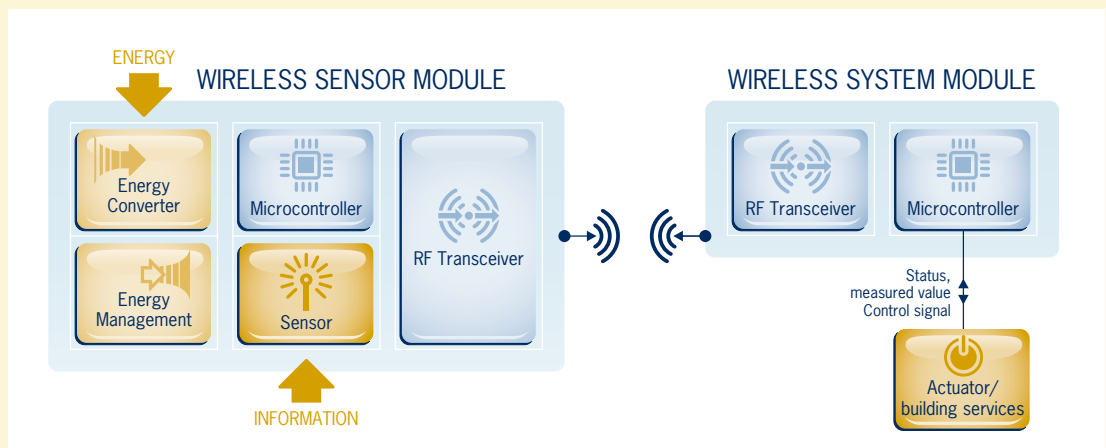 ENERGY
WIRELESS SENSOR MODULE
Energy
Converter
Microcontroller
RF Transceiver
Energy
Management
Sensor
INFORMATION
WIRELESS SYSTEM MODULE
RF Transceiver
Microcontroller
Status,
measured value
Control signal
Actuator/
building services